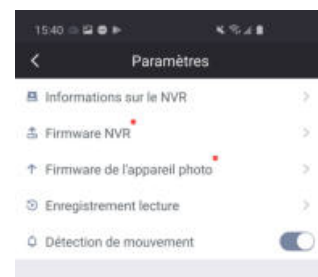 15:40
Paramètres
Informations sur le NVR
Firmware NVR
Firmware de l'appareil photo
Enregistrement lecture
Détection de mouvement